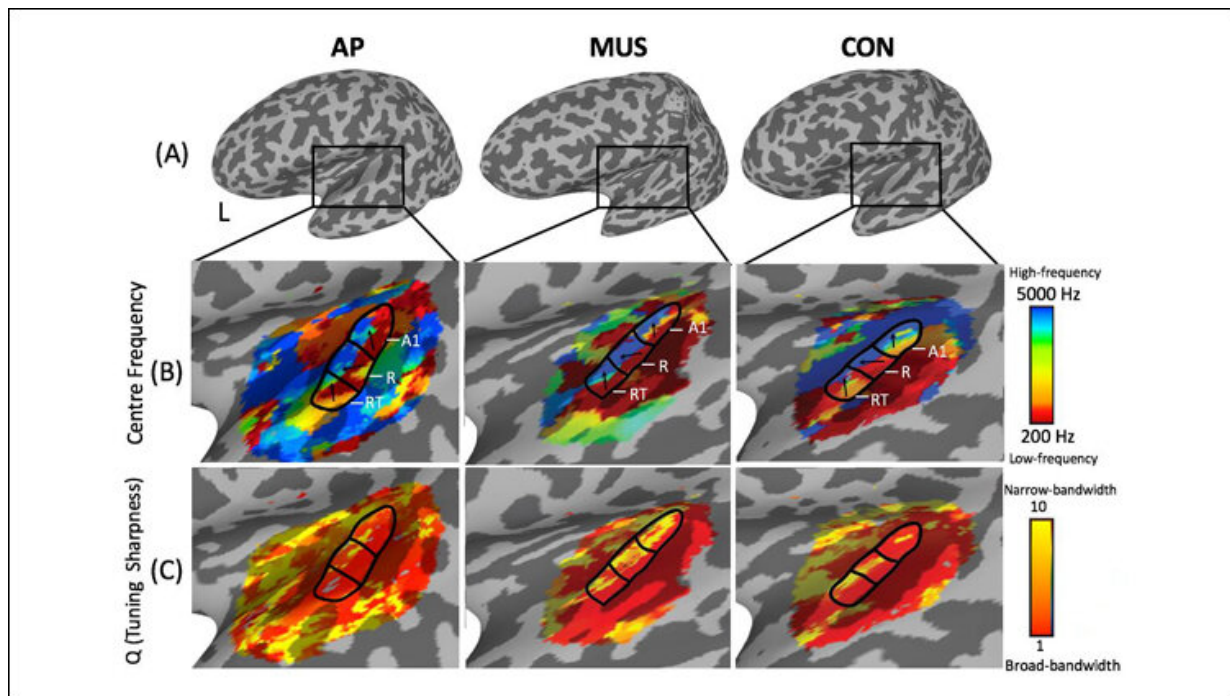 AP MUS CON
(A)
L
Centre Frequency
(B)
A1
R
RT
A1
R
RT
A1
R
RT
High-frequency
5000 Hz
200 Hz
Low-frequency
Q (Tuning Sharpness)
(C)
Narrow-bandwidth
10
1
Broad-bandwidth